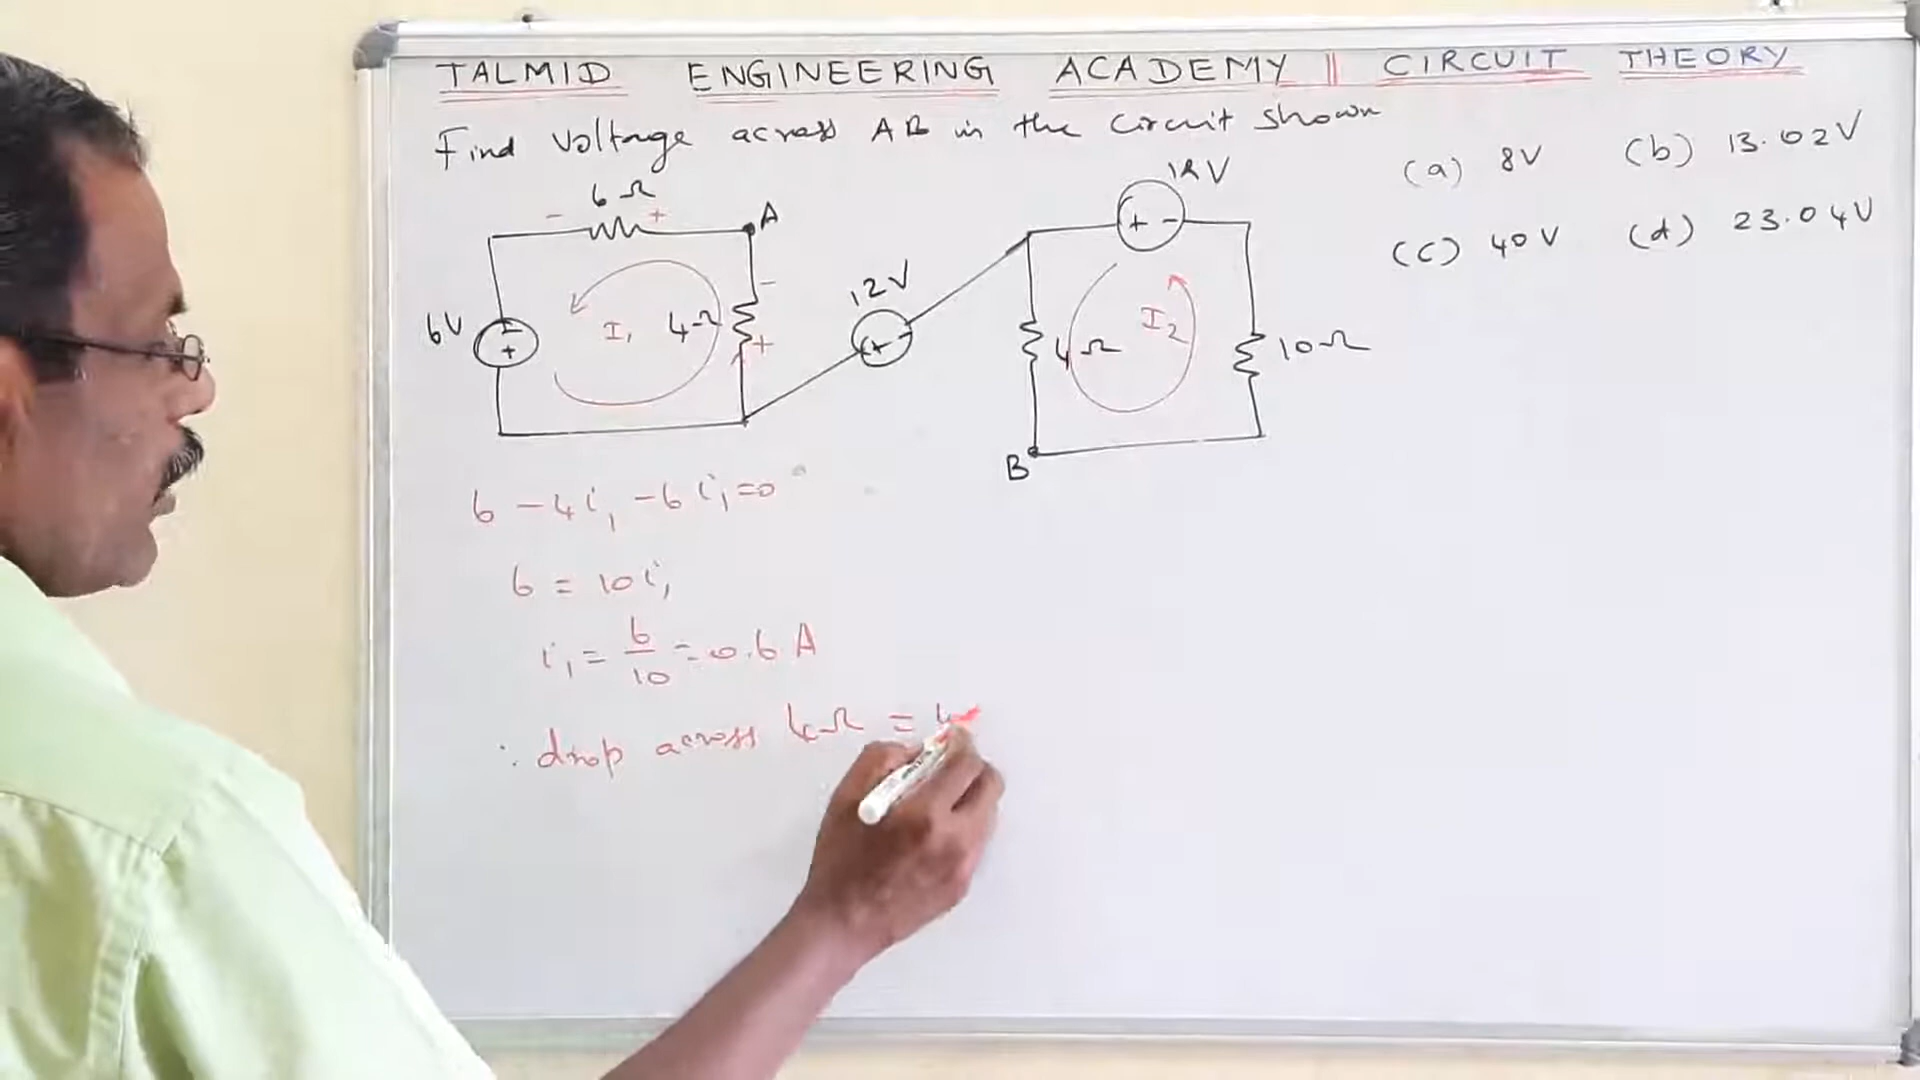 TALMID ENGINEERING ACADEMY || CIRCUIT THEORY
Find Voltage across AB in the circuit shown
(a) 8V (b) 13.02V
(c) 40V (d) 23.04V
6Ω
- +
A
12V
+ -
6V
- +
I₁
4Ω
- +
12V
+ -
4Ω
I₂
10Ω
B
6 - 4i₁ - 6i₁ = 0
6 = 10i₁
i₁ = 6/10 = 0.6 A
∴ drop across 4Ω = 4